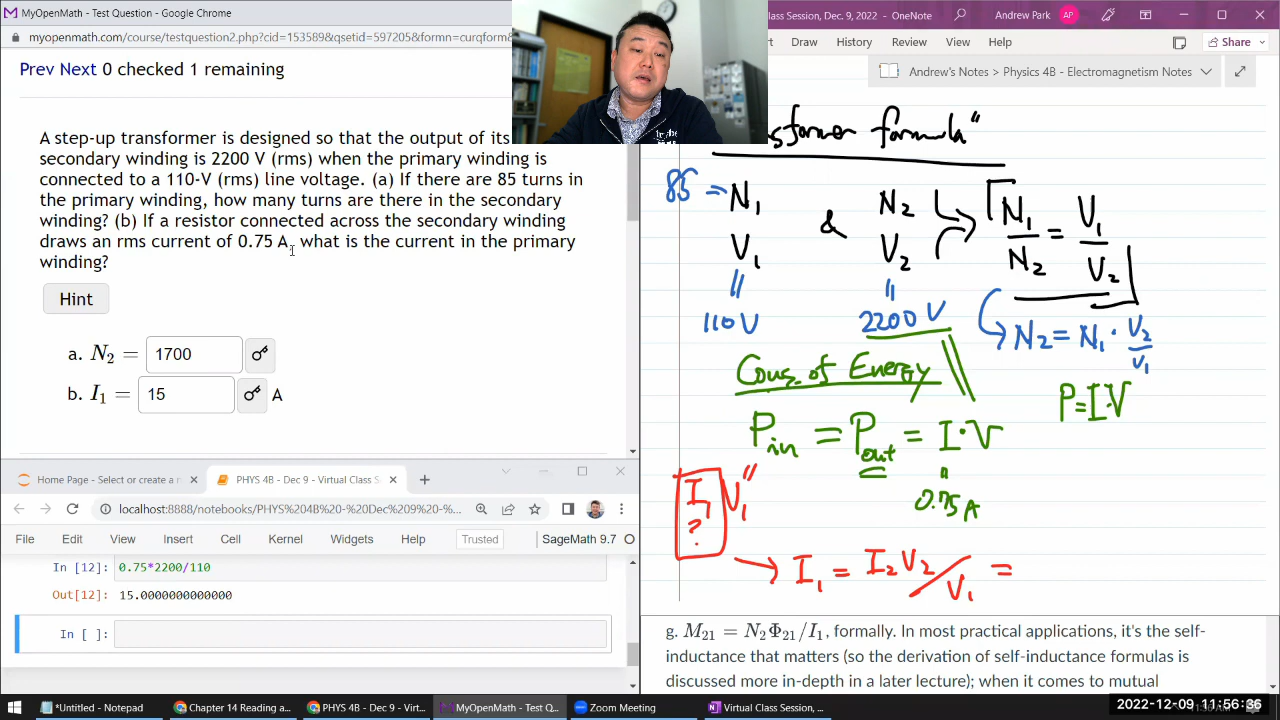 MyOpenMath - Test Question - Google Chrome
myopenmath.com/course/testquestion2.php?cid=153589&qsetid=597205&formn=curqform
Prev Next 0 checked 1 remaining
A step-up transformer is designed so that the output of its
secondary winding is 2200 V (rms) when the primary winding is
connected to a 110-V (rms) line voltage. (a) If there are 85 turns in
the primary winding, how many turns are there in the secondary
winding? (b) If a resistor connected across the secondary winding
draws an rms current of 0.75 A, what is the current in the primary
winding?
Hint
a. N₂ = 1700
b. I₁ = 15 A
Home Page - Select or create a
PHYS 4B - Dec 9 - Virtual Class S
localhost:8888/notebooks/PHYS%204B%20-%20Dec%209%20-%...
Edit View Insert Cell Kernel Widgets Help Trusted SageMath 9.7
File
In [12]: 0.75*2200/110
Out[12]: 15.0000000000000
In [ ]:
Class Session, Dec. 9, 2022 - OneNote
Andrew Park AP
Draw History Review View Help Share
Andrew's Notes » Physics 4B - Electromagnetism Notes
sformer formula"
85 = N₁ & N₂
N₁/N₂ = V₁/V₂
V₁ V₂
110V 2200 V
N₂ = N₁ · V₂/V₁
Cons. of Energy
P=I·V
Pin = Pout = I·V
0.75 A
I₁ V₁
?
→ I₁ = I₂V₂/V₁ =
g. M₂₁ = N₂Φ₂₁/I₁, formally. In most practical applications, it's the self-
inductance that matters (so the derivation of self-inductance formulas is
discussed more in-depth in a later lecture); when it comes to mutual
*Untitled - Notepad
Chapter 14 Reading a...
PHYS 4B - Dec 9 - Virt...
MyOpenMath - Test Q...
Zoom Meeting
Virtual Class Session, ...
2022-12-09 11:56:36